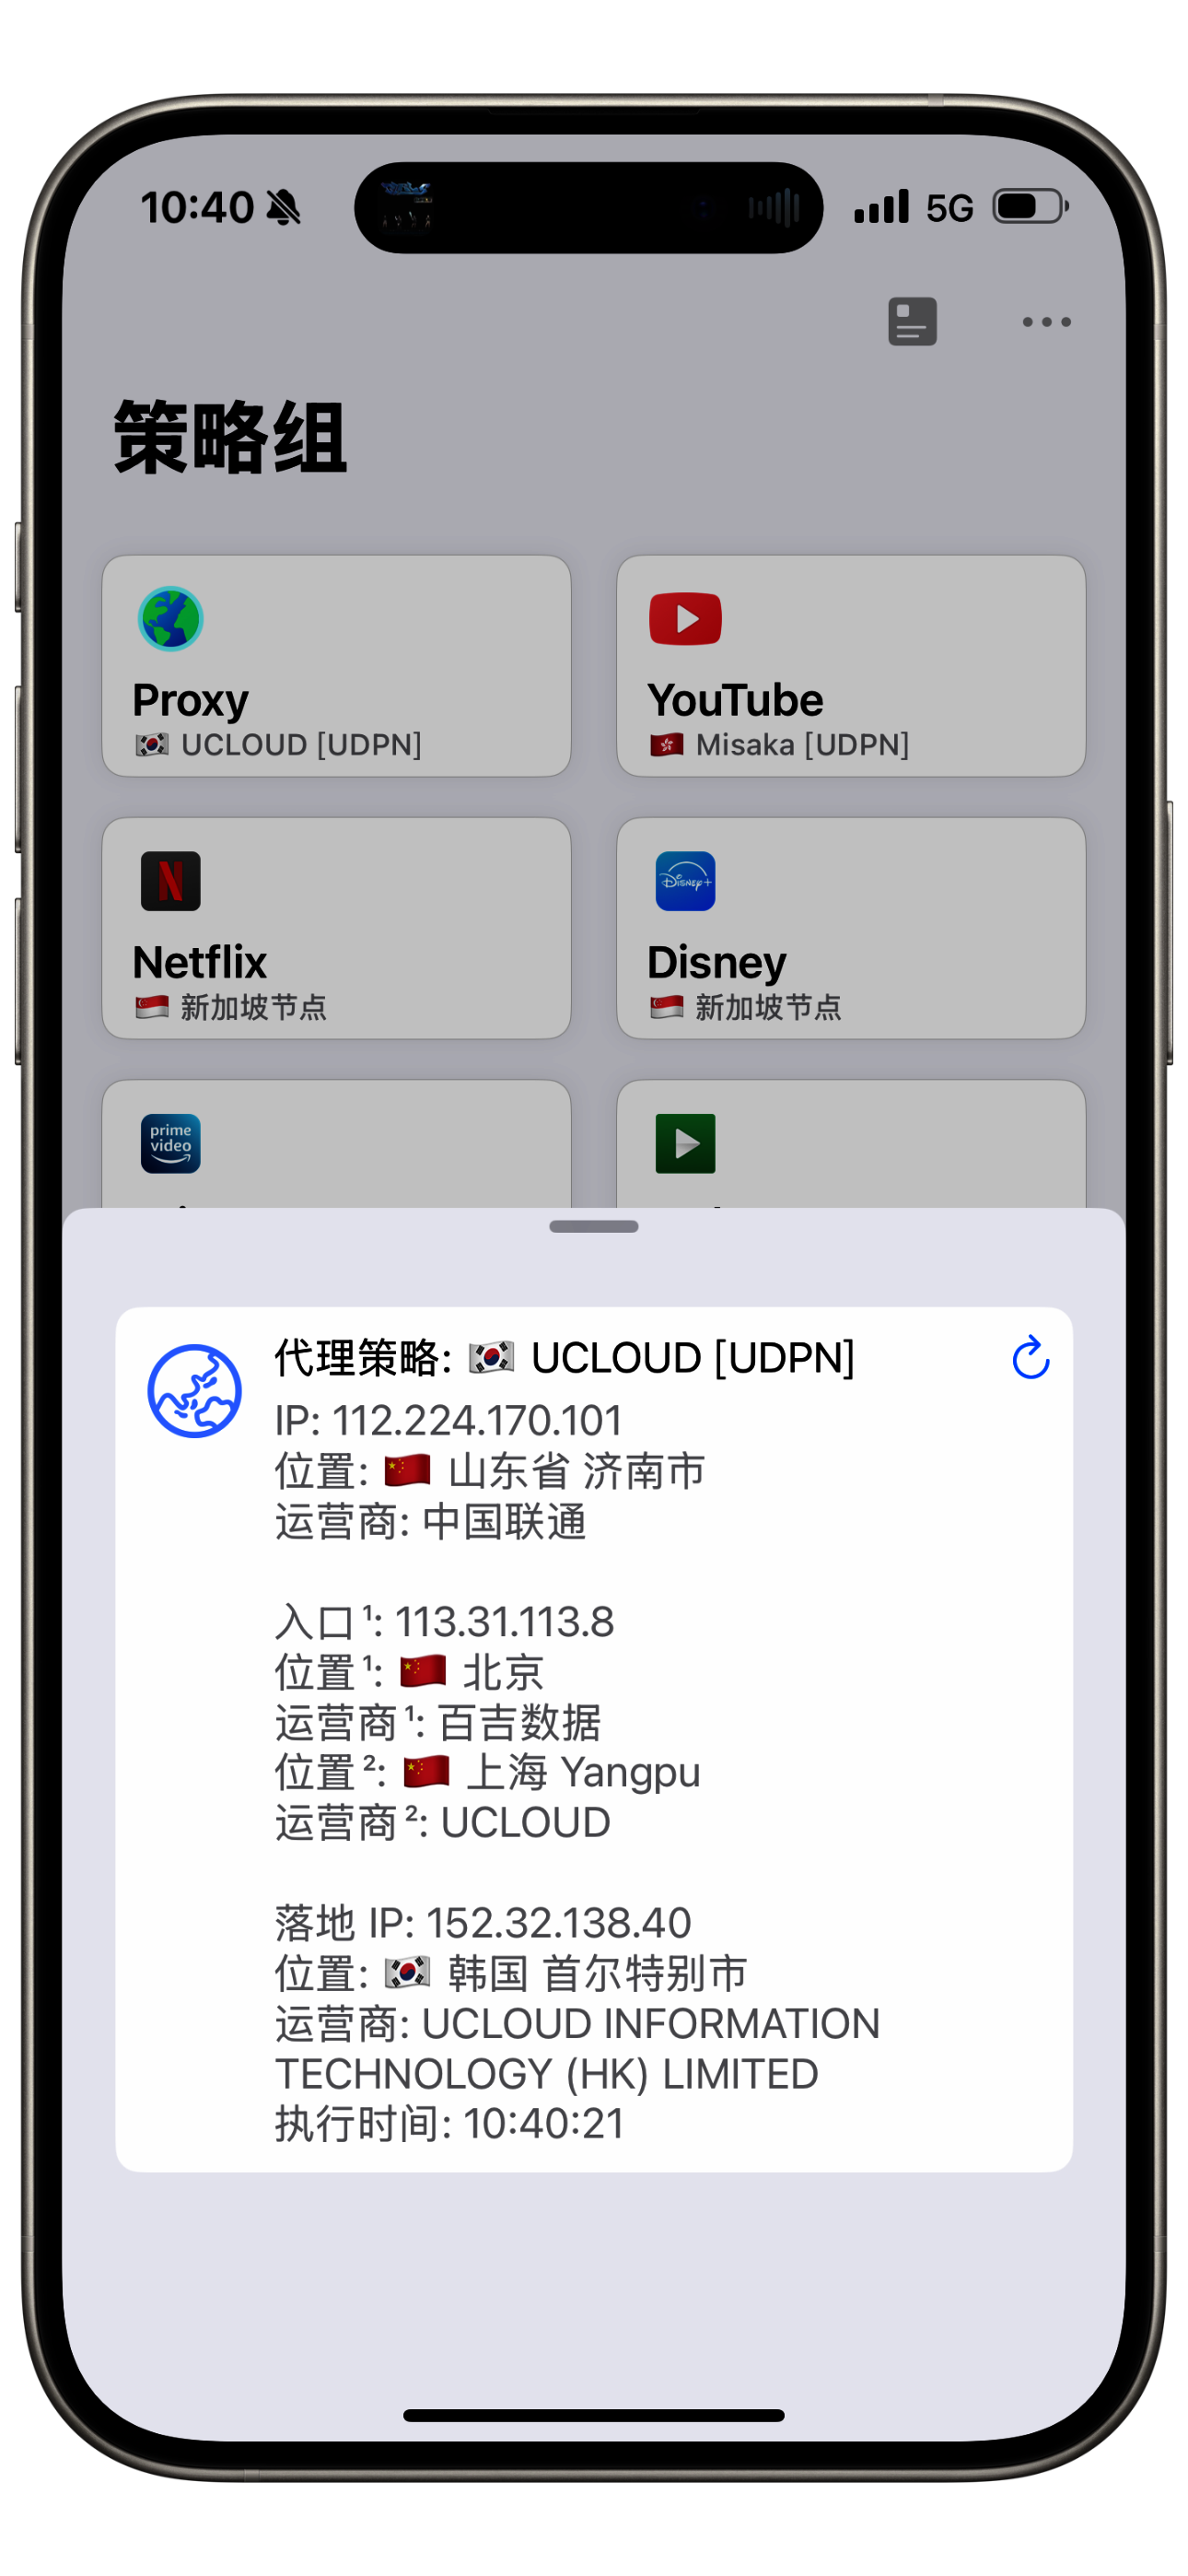 10:40
5G
策略组
Proxy
🇰🇷 UCLOUD [UDPN]
YouTube
🇭🇰 Misaka [UDPN]
Netflix
🇸🇬 新加坡节点
Disney+
Disney
🇸🇬 新加坡节点
prime
video
代理策略: 🇰🇷 UCLOUD [UDPN]
IP: 112.224.170.101
位置: 🇨🇳 山东省 济南市
运营商: 中国联通
入口¹: 113.31.113.8
位置¹: 🇨🇳 北京
运营商¹: 百吉数据
位置²: 🇨🇳 上海 Yangpu
运营商²: UCLOUD
落地 IP: 152.32.138.40
位置: 🇰🇷 韩国 首尔特别市
运营商: UCLOUD INFORMATION
TECHNOLOGY (HK) LIMITED
执行时间: 10:40:21